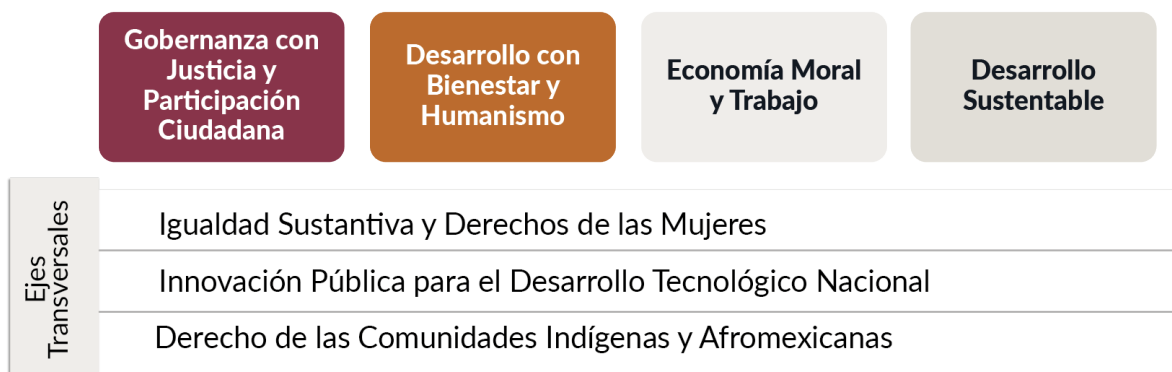 Gobernanza con
Justicia y
Participación
Ciudadana
Desarrollo con
Bienestar y
Humanismo
Economía Moral
y Trabajo
Desarrollo
Sustentable
Ejes
Transversales
Igualdad Sustantiva y Derechos de las Mujeres
Innovación Pública para el Desarrollo Tecnológico Nacional
Derecho de las Comunidades Indígenas y Afromexicanas